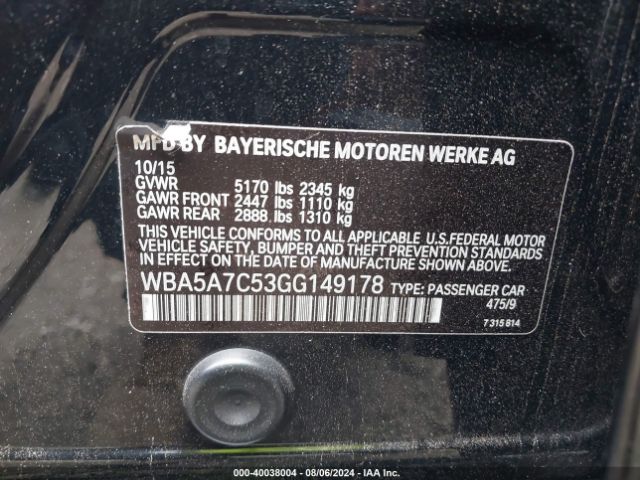 MFD BY BAYERISCHE MOTOREN WERKE AG
10/15
GVWR 5170 lbs 2345 kg
GAWR FRONT 2447 lbs 1110 kg
GAWR REAR 2888 lbs 1310 kg
THIS VEHICLE CONFORMS TO ALL APPLICABLE U.S.FEDERAL MOTOR
VEHICLE SAFETY, BUMPER AND THEFT PREVENTION STANDARDS
IN EFFECT ON THE DATE OF MANUFACTURE SHOWN ABOVE.
WBA5A7C53GG149178 TYPE: PASSENGER CAR
475/9
7 315 814
000-40038004 - 08/06/2024 - IAA Inc.